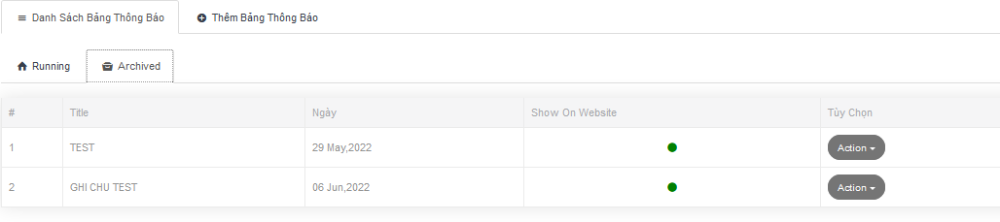 Danh Sách Bảng Thông Báo Thêm Bảng Thông Báo
Running Archived
# Title Ngày Show On Website Tùy Chọn
1 TEST 29 May,2022 Action
2 GHI CHU TEST 06 Jun,2022 Action